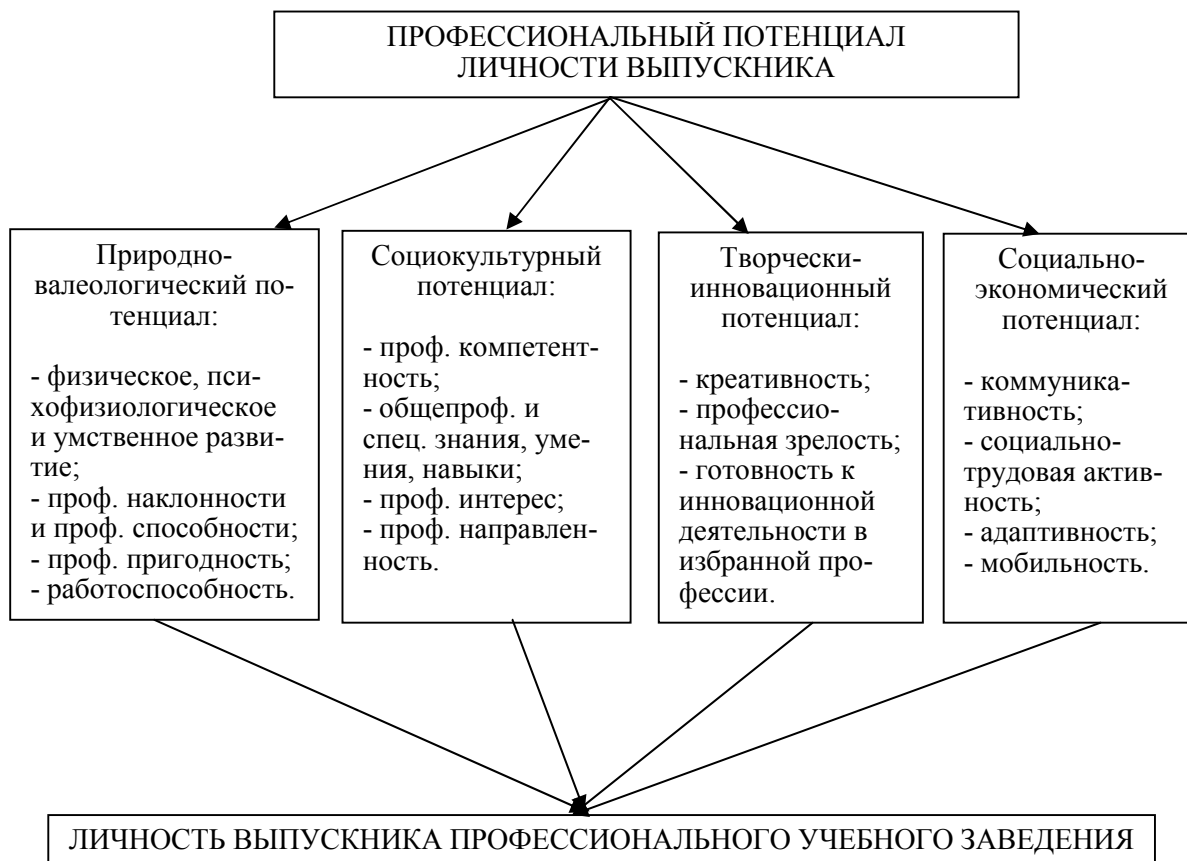 ПРОФЕССИОНАЛЬНЫЙ ПОТЕНЦИАЛ
ЛИЧНОСТИ ВЫПУСКНИКА
Природно-
валеологический по-
тенциал:
- физическое, пси-
хофизиологическое
и умственное разви-
тие;
- проф. наклонности
и проф. способности;
- проф. пригодность;
- работоспособность.
Социокультурный
потенциал:
- проф. компетент-
ность;
- общепроф. и
спец. знания, уме-
ния, навыки;
- проф. интерес;
- проф. направлен-
ность.
Творчески-
инновационный
потенциал:
- креативность;
- профессио-
нальная зрелость;
- готовность к
инновационной
деятельности в
избранной про-
фессии.
Социально-
экономический
потенциал:
- коммуника-
тивность;
- социально-
трудовая актив-
ность;
- адаптивность;
- мобильность.
ЛИЧНОСТЬ ВЫПУСКНИКА ПРОФЕССИОНАЛЬНОГО УЧЕБНОГО ЗАВЕДЕНИЯ